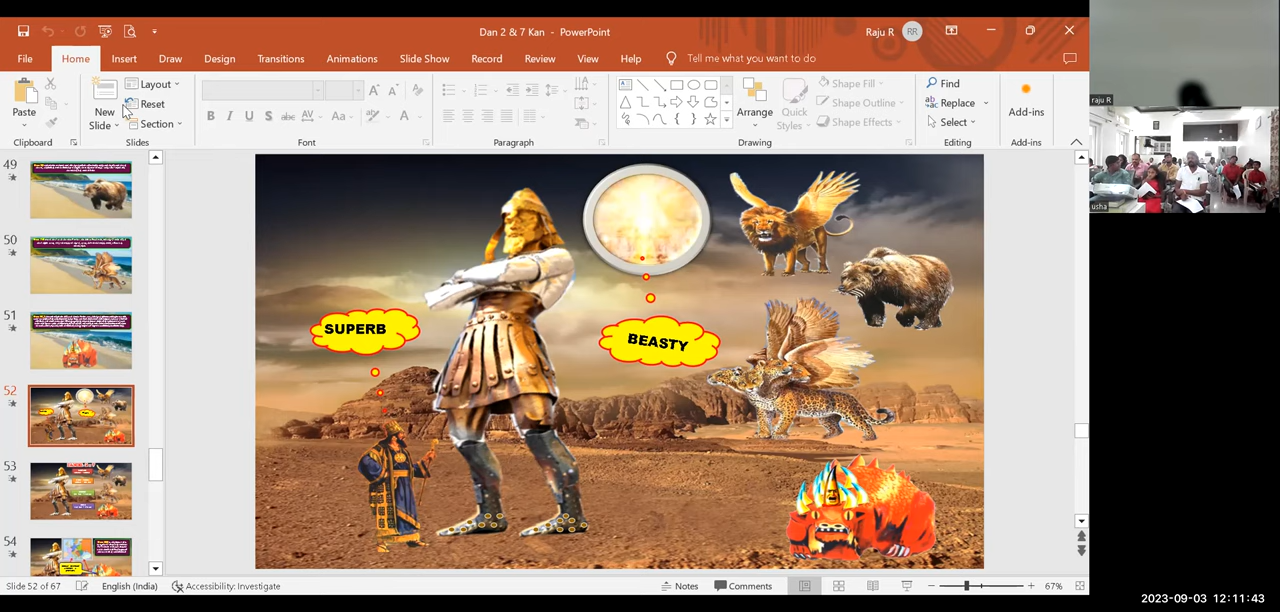 Dan 2 & 7 Kan - PowerPoint
Raju R
RR
File Home Insert Draw Design Transitions Animations Slide Show Record Review View Help Tell me what you want to do
Paste
New
Slide
Layout
Reset
Section
B I U S abc AV Aa A
A A
Arrange
Quick
Styles
Shape Fill
Shape Outline
Shape Effects
Find
Replace
Select
Add-ins
Clipboard Slides Font Paragraph Drawing Editing Add-ins
raju R
usha
49
50
51
52
53
54
SUPERB
BEASTY
Slide 52 of 67 English (India) Accessibility: Investigate Notes Comments 67%
2023-09-03 12:11:43